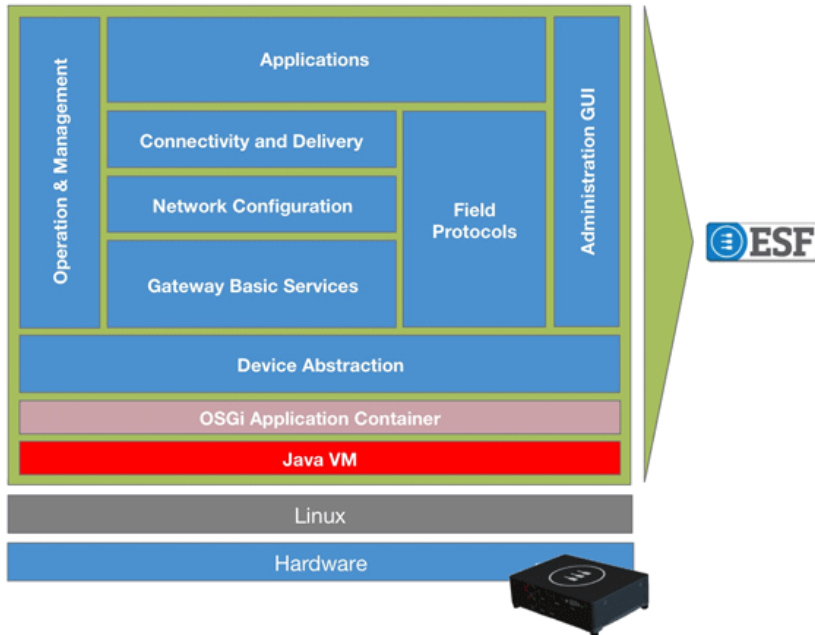 Operation & Management
Applications
Administration GUI
Connectivity and Delivery
Network Configuration
Field
Protocols
Gateway Basic Services
Device Abstraction
OSGi Application Container
Java VM
ESF
Linux
Hardware